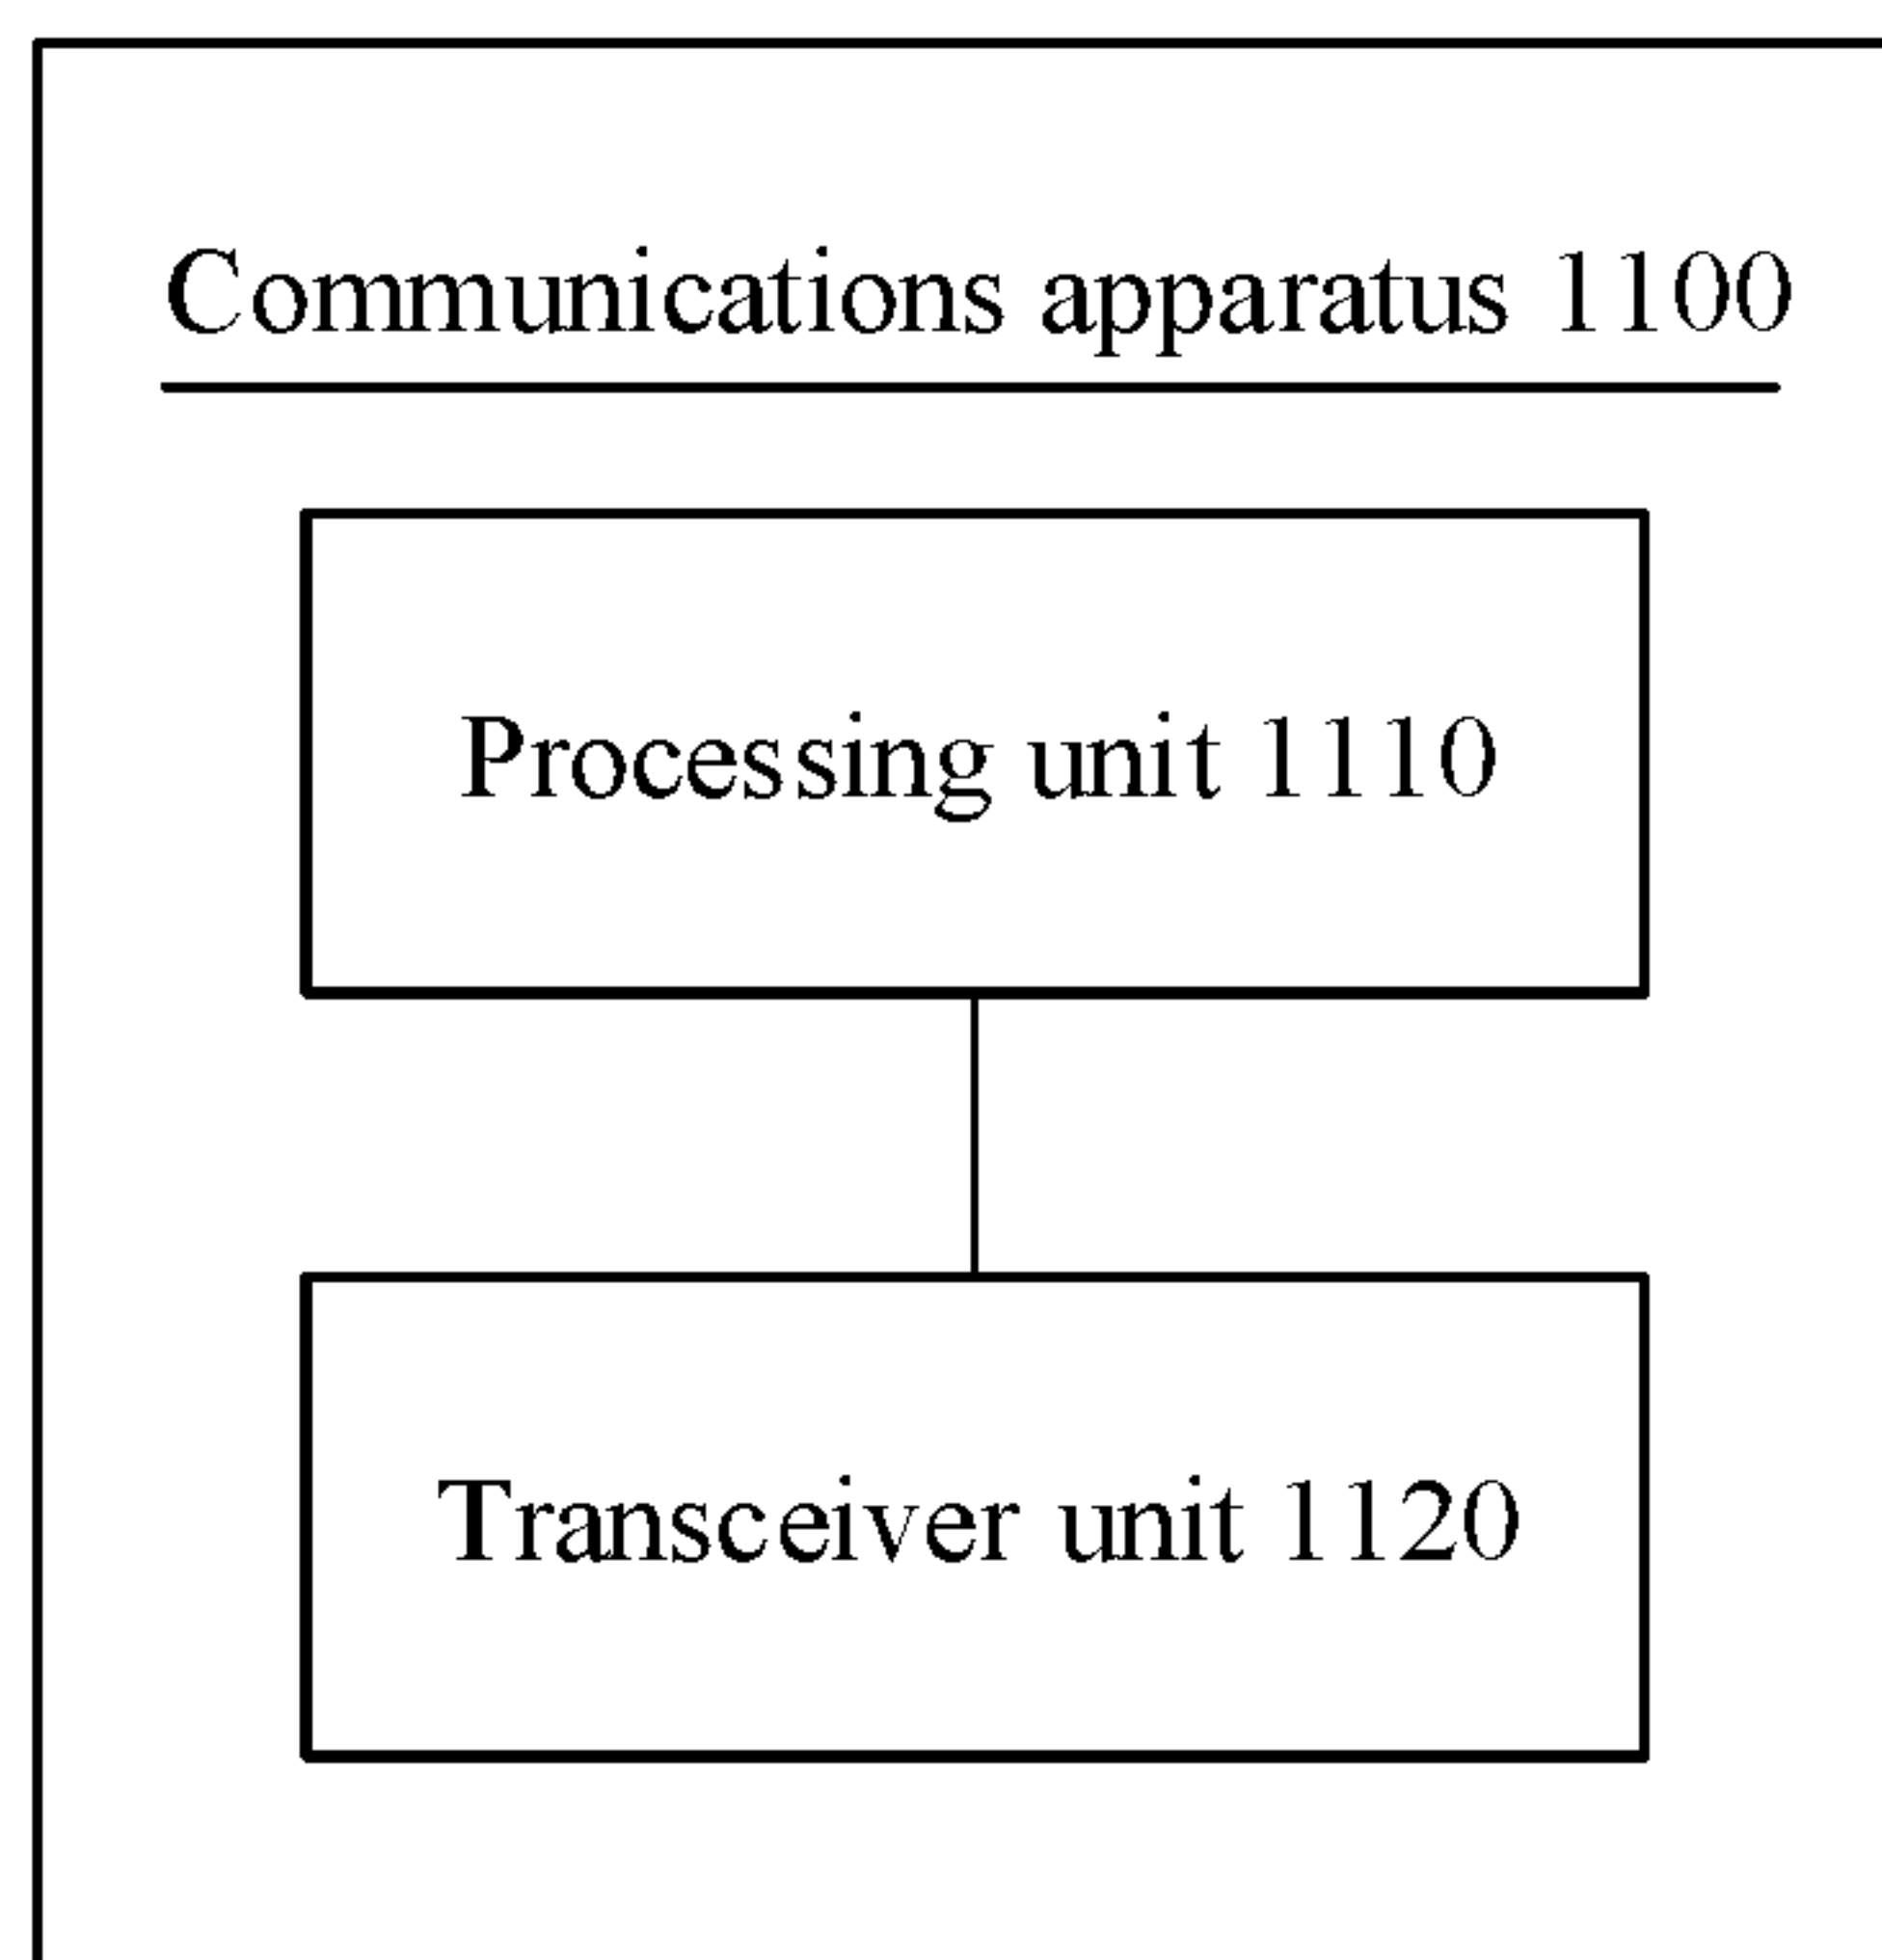 Communications apparatus 1100
Processing unit 1110
Transceiver unit 1120